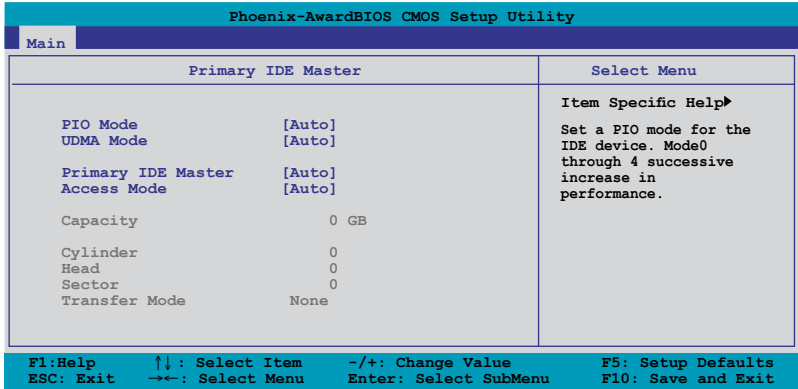 Phoenix-AwardBIOS CMOS Setup Utility
Main
Primary IDE Master
Select Menu
PIO Mode [Auto]
UDMA Mode [Auto]
Primary IDE Master [Auto]
Access Mode [Auto]
Capacity 0 GB
Cylinder 0
Head 0
Sector 0
Transfer Mode None
Item Specific Help▶
Set a PIO mode for the
IDE device. Mode0
through 4 successive
increase in
performance.
F1:Help ↑↓: Select Item -/+: Change Value F5: Setup Defaults
ESC: Exit →←: Select Menu Enter: Select SubMenu F10: Save and Exit